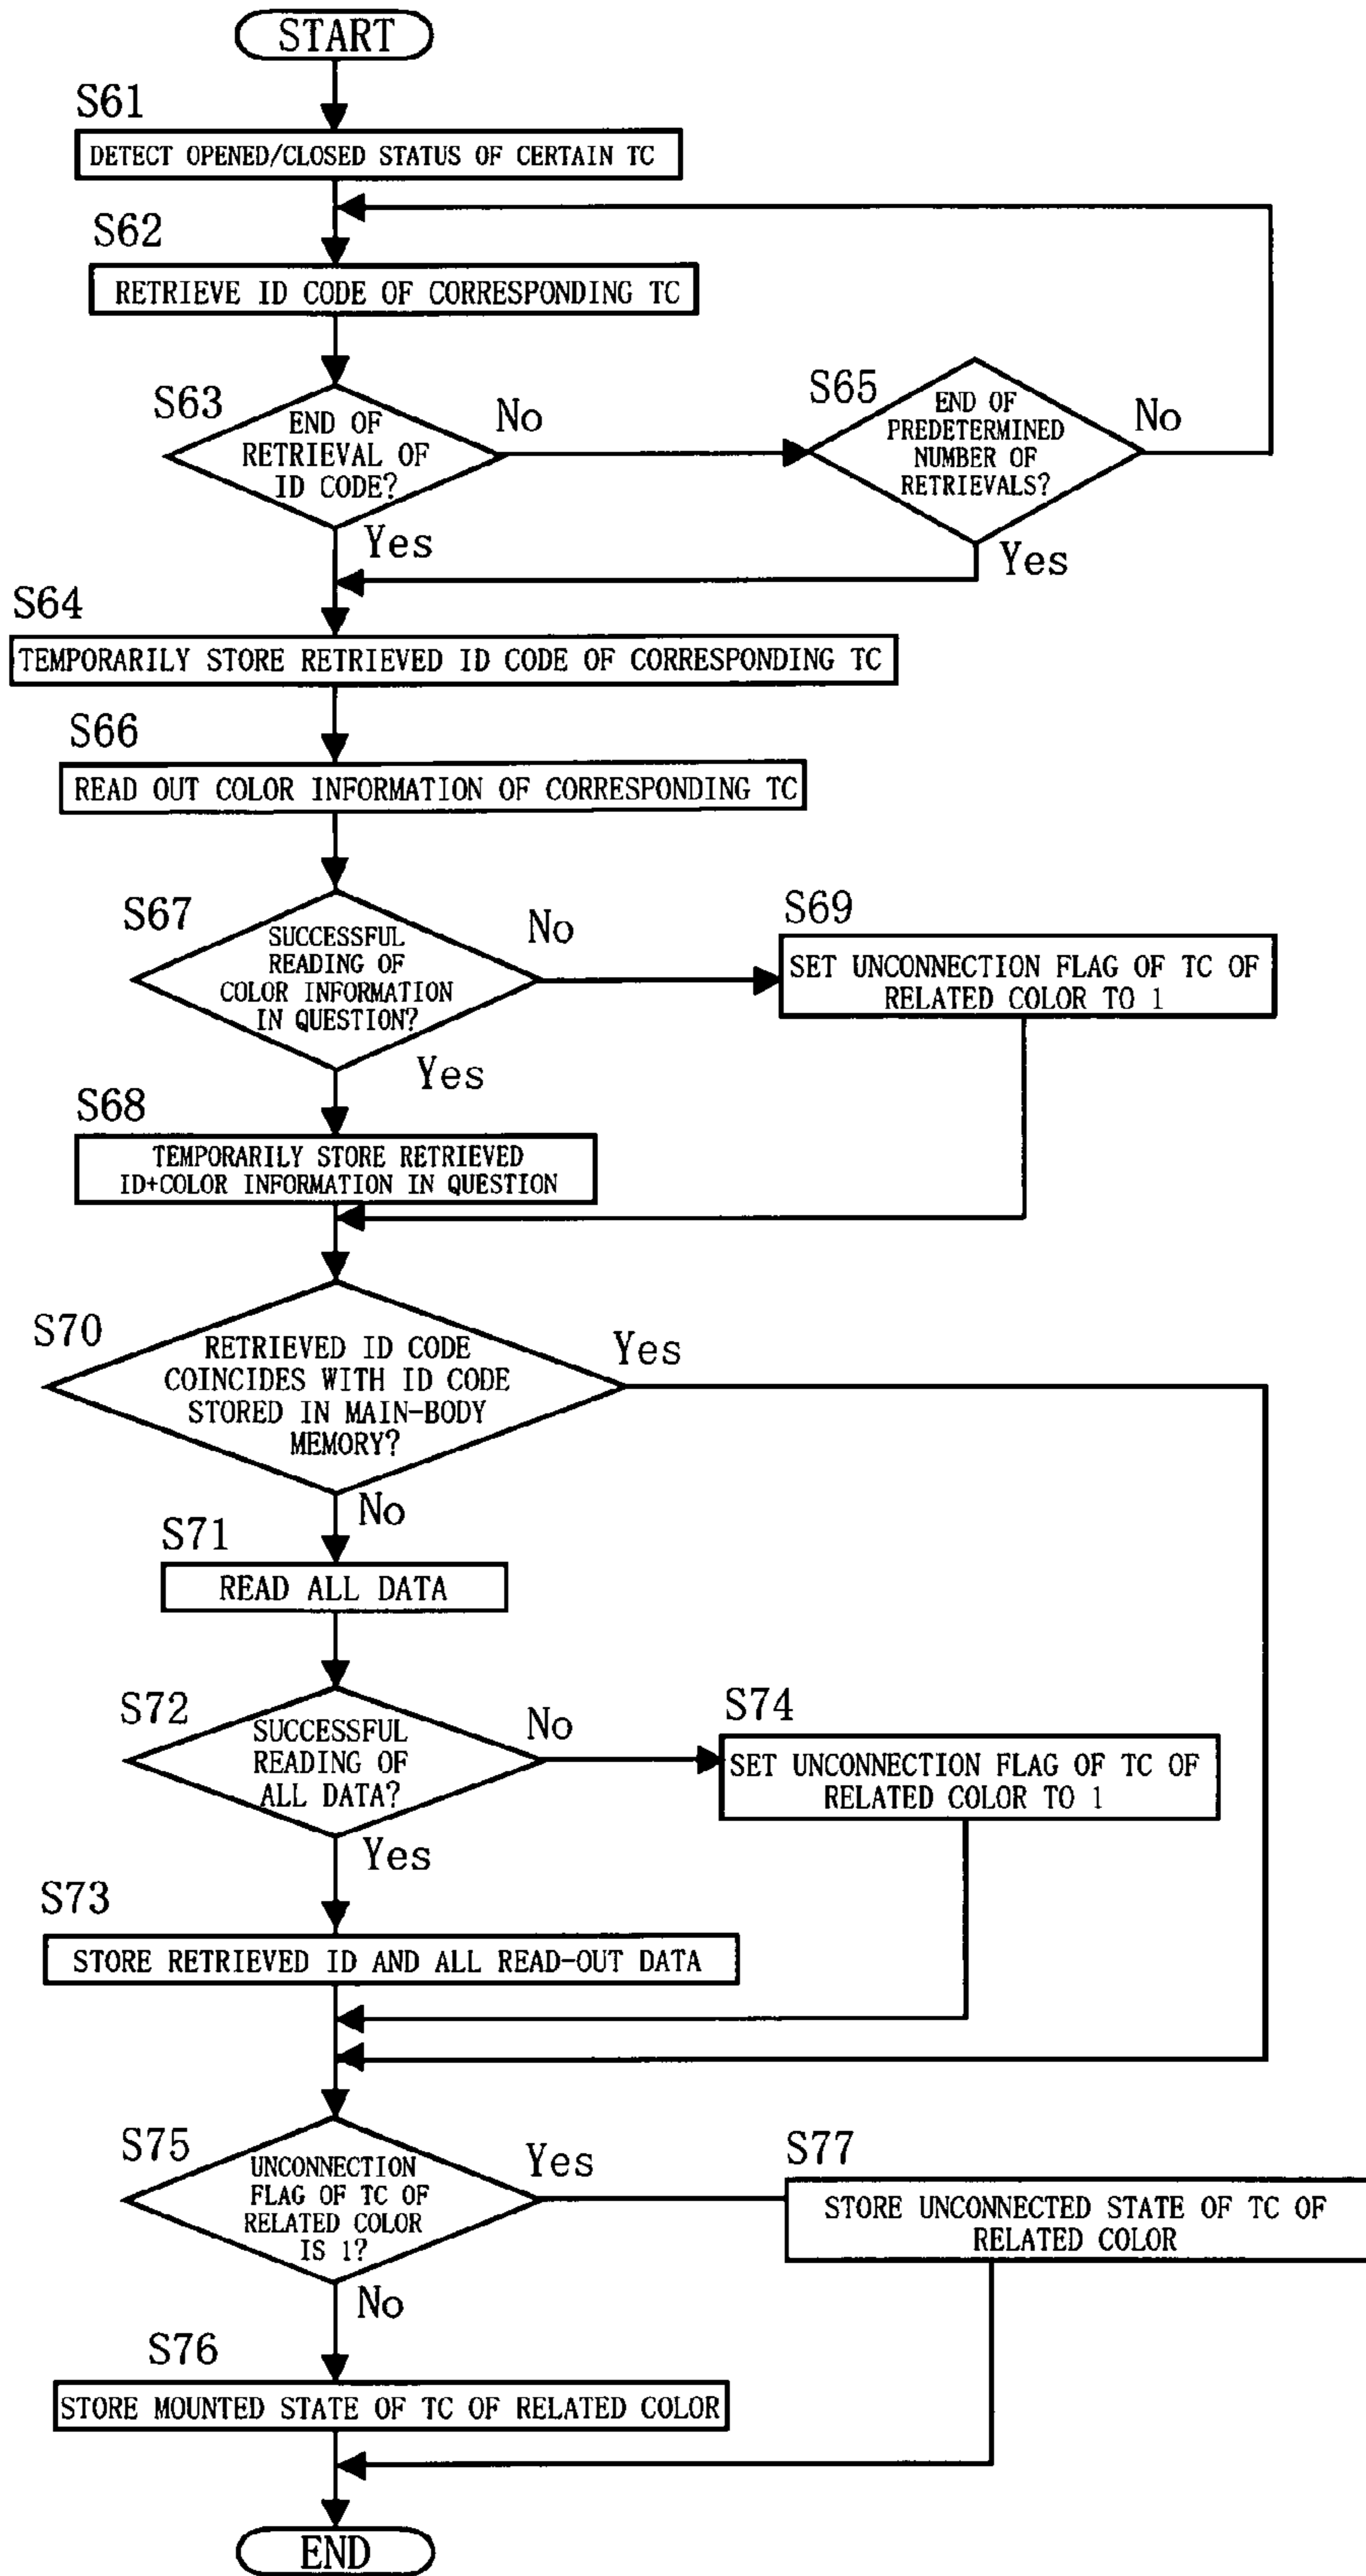 START
S61
DETECT OPENED/CLOSED STATUS OF CERTAIN TC
S62
RETRIEVE ID CODE OF CORRESPONDING TC
S63
END OF
RETRIEVAL OF
ID CODE?
No
Yes
S65
END OF
PREDETERMINED
NUMBER OF
RETRIEVALS?
No
Yes
S64
TEMPORARILY STORE RETRIEVED ID CODE OF CORRESPONDING TC
S66
READ OUT COLOR INFORMATION OF CORRESPONDING TC
S67
SUCCESSFUL
READING OF
COLOR INFORMATION
IN QUESTION?
No
Yes
S69
SET UNCONNECTION FLAG OF TC OF
RELATED COLOR TO 1
S68
TEMPORARILY STORE RETRIEVED
ID+COLOR INFORMATION IN QUESTION
S70
RETRIEVED ID CODE
COINCIDES WITH ID CODE
STORED IN MAIN-BODY
MEMORY?
Yes
No
S71
READ ALL DATA
S72
SUCCESSFUL
READING OF
ALL DATA?
No
Yes
S74
SET UNCONNECTION FLAG OF TC OF
RELATED COLOR TO 1
S73
STORE RETRIEVED ID AND ALL READ-OUT DATA
S75
UNCONNECTION
FLAG OF TC OF
RELATED COLOR
IS 1?
Yes
No
S77
STORE UNCONNECTED STATE OF TC OF
RELATED COLOR
S76
STORE MOUNTED STATE OF TC OF RELATED COLOR
END